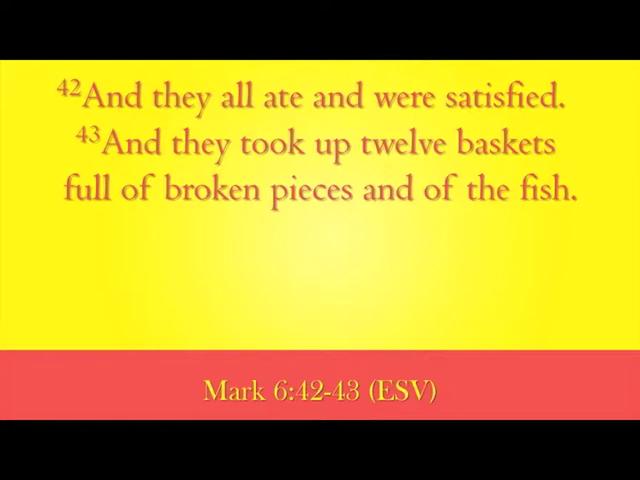 42And they all ate and were satisfied.
43And they took up twelve baskets
full of broken pieces and of the fish.
Mark 6:42-43 (ESV)